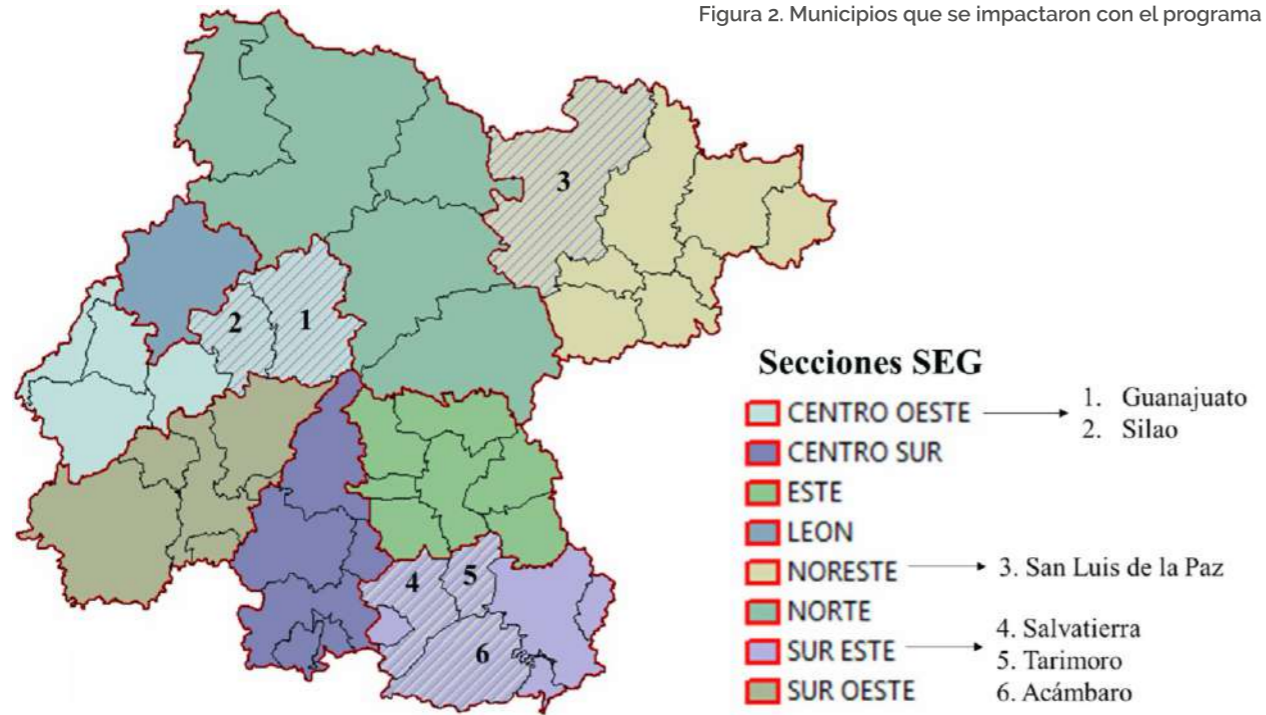 Figura 2. Municipios que se impactaron con el programa
3
2
1
4
5
6
Secciones SEG
CENTRO OESTE
1. Guanajuato
2. Silao
CENTRO SUR
ESTE
LEON
NORESTE
3. San Luis de la Paz
NORTE
SUR ESTE
4. Salvatierra
5. Tarimoro
6. Acámbaro
SUR OESTE